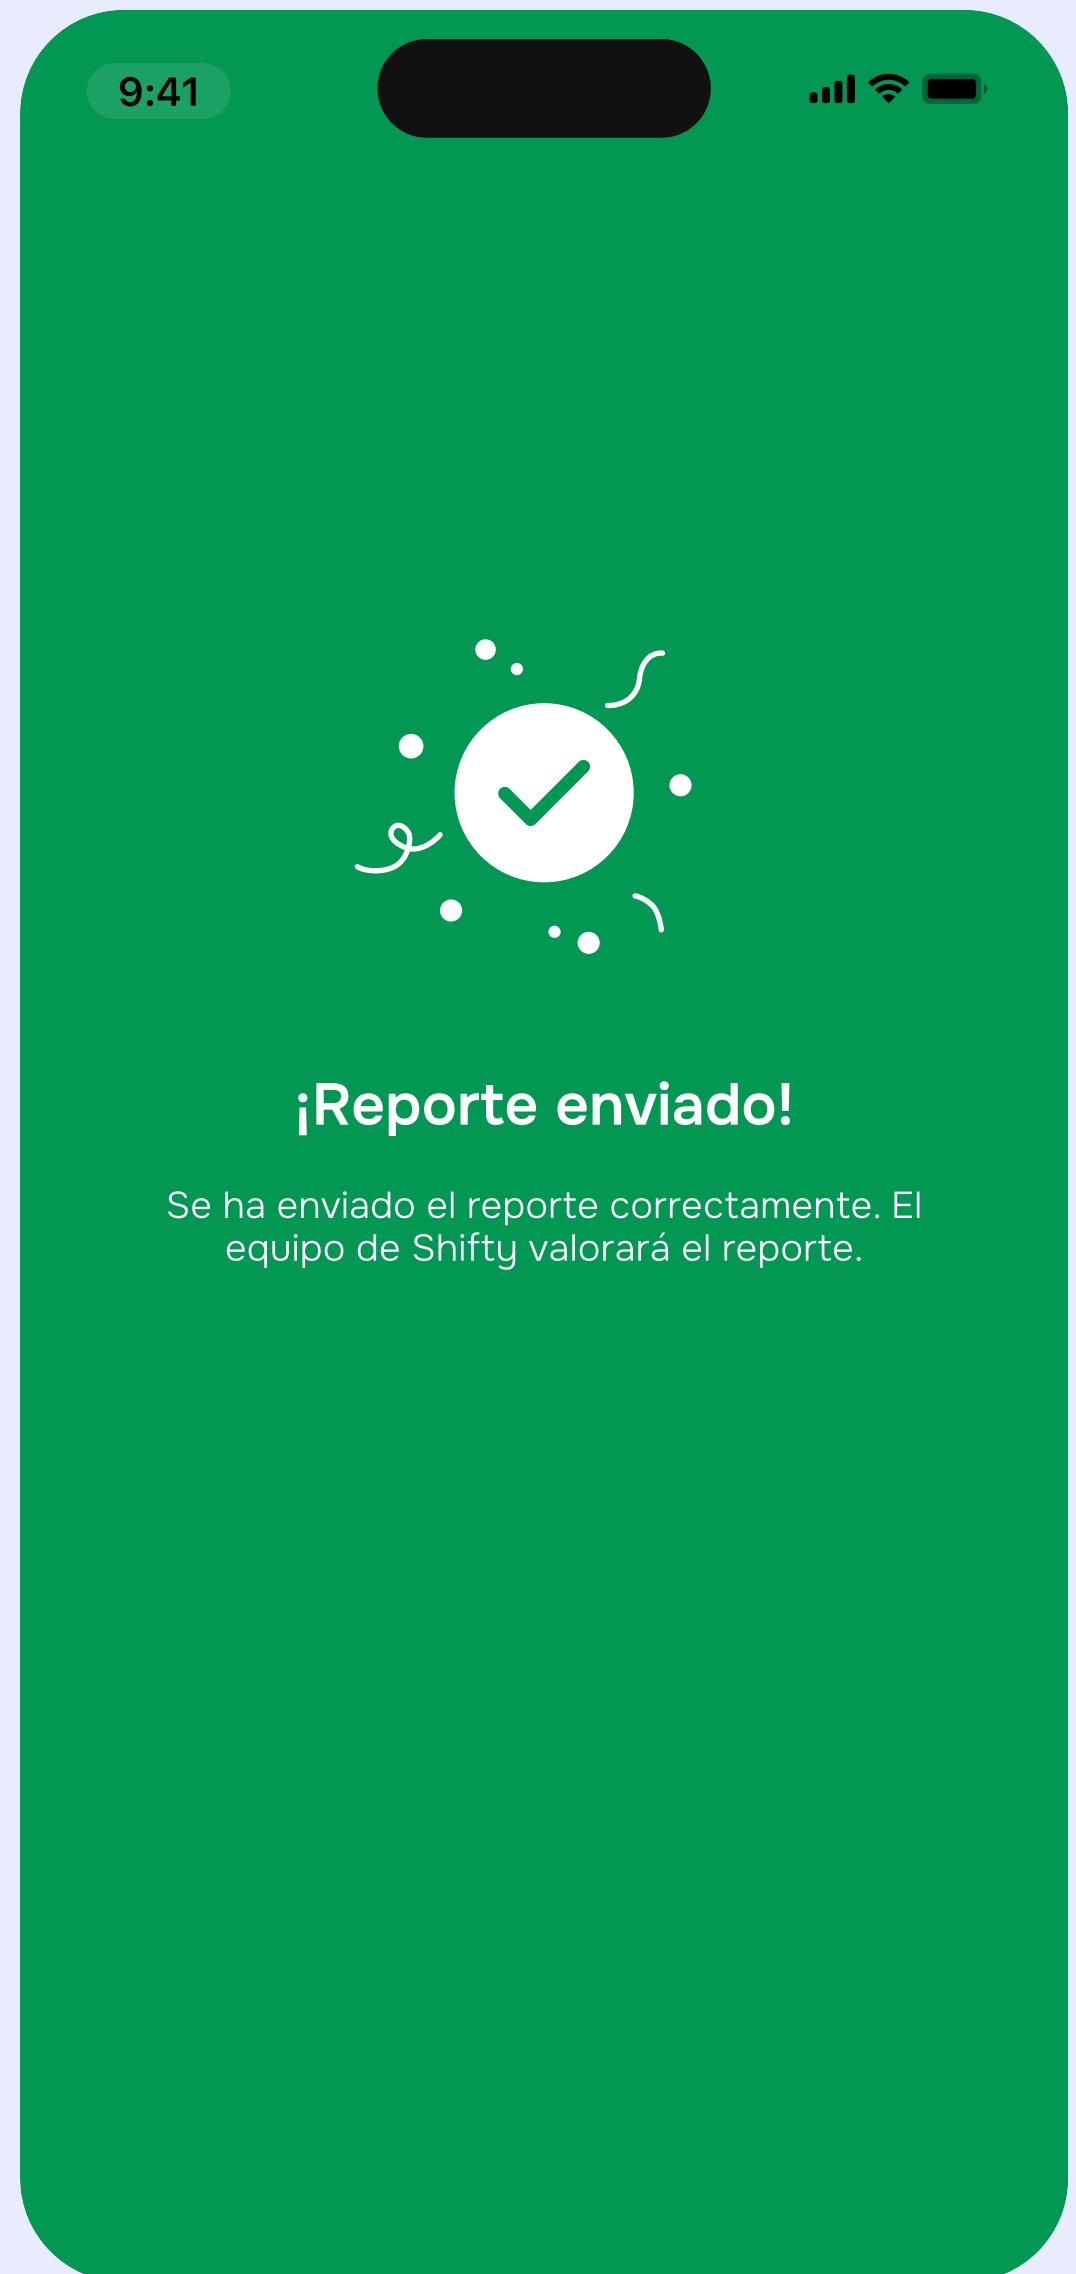 9:41
¡Reporte enviado!
Se ha enviado el reporte correctamente. El
equipo de Shifty valorará el reporte.